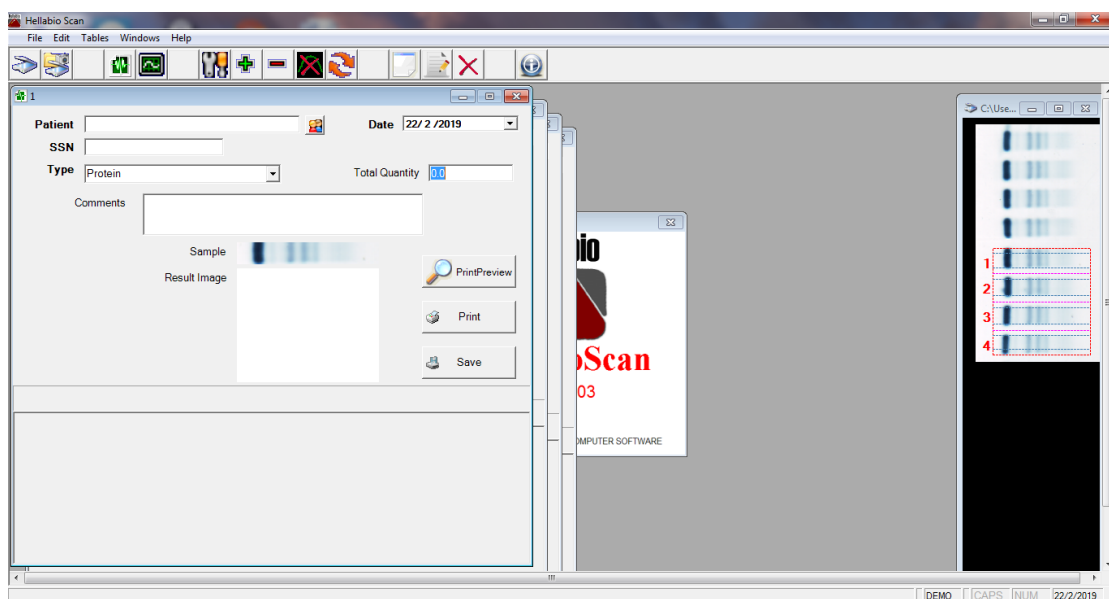 Hellabio Scan
File Edit Tables Windows Help
1
C:\Use...
Patient
Date 22/ 2 /2019
SSN
Type Protein
Total Quantity 0.0
Comments
Sample
Result Image
PrintPreview
Print
Save
io
Scan
03
OMPUTER SOFTWARE
1
2
3
4
DEMO CAPS NUM 22/2/2019